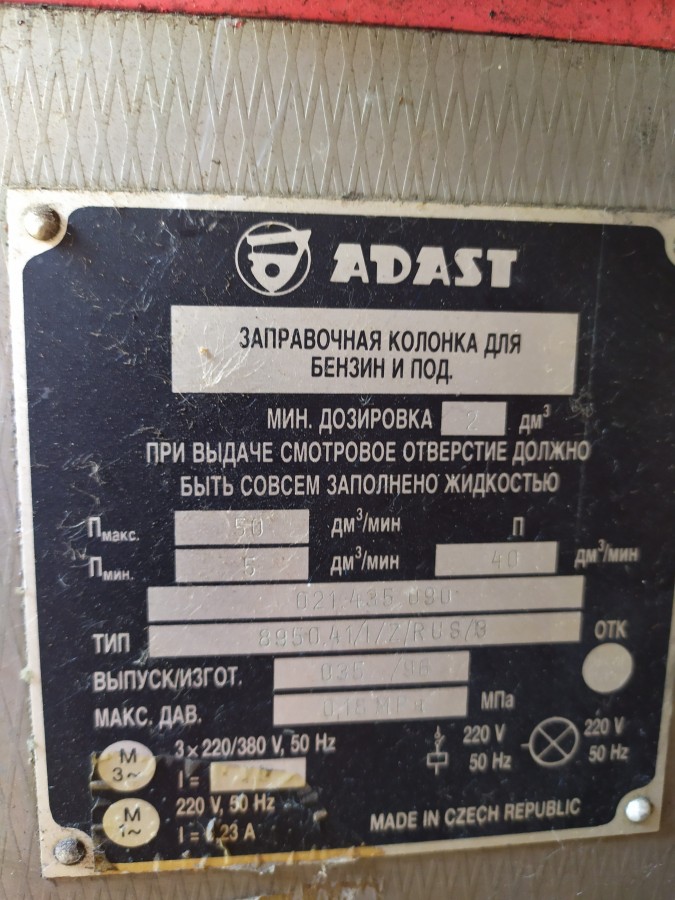 ADAST
ЗАПРАВОЧНАЯ КОЛОНКА ДЛЯ
БЕНЗИН И ПОД.
МИН. ДОЗИРОВКА 2 дм³
ПРИ ВЫДАЧЕ СМОТРОВОЕ ОТВЕРСТИЕ ДОЛЖНО
БЫТЬ СОВСЕМ ЗАПОЛНЕНО ЖИДКОСТЬЮ
Пмакс. 50 дм³/мин П
Пмин. 5 дм³/мин 40 дм³/мин
021.435 080
ТИП 8950.41/1/2/RUS/B ОТК
ВЫПУСК/ИЗГОТ. /96
МАКС. ДАВ. МПа
М 3~ 3 x 220/380 V, 50 Hz 220 V 50 Hz 220 V 50 Hz
I =
М 1~ 220 V, 50 Hz
I = ,23 A
MADE IN CZECH REPUBLIC